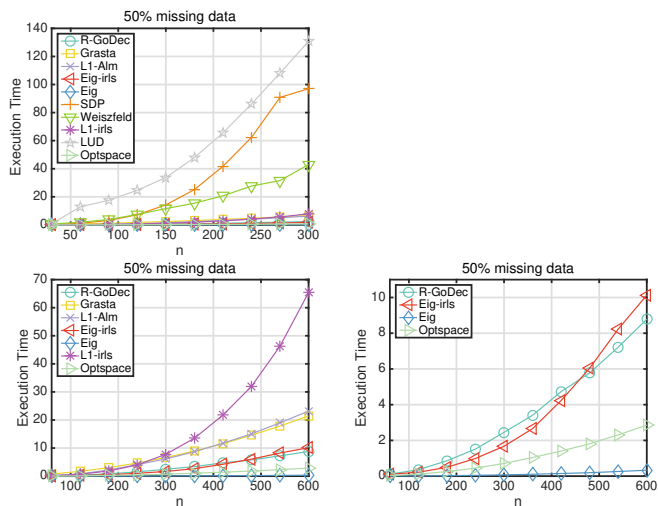 50% missing data
Execution Time
140
120
100
80
60
40
20
0
R-GoDec
Grasta
L1-Alm
Eig-irls
Eig
SDP
Weiszfeld
L1-irls
LUD
Optspace
50 100 150 200 250 300
n
50% missing data
Execution Time
70
60
50
40
30
20
10
0
R-GoDec
Grasta
L1-Alm
Eig-irls
Eig
L1-irls
Optspace
100 200 300 400 500 600
n
50% missing data
Execution Time
10
8
6
4
2
0
R-GoDec
Eig-irls
Eig
Optspace
100 200 300 400 500 600
n